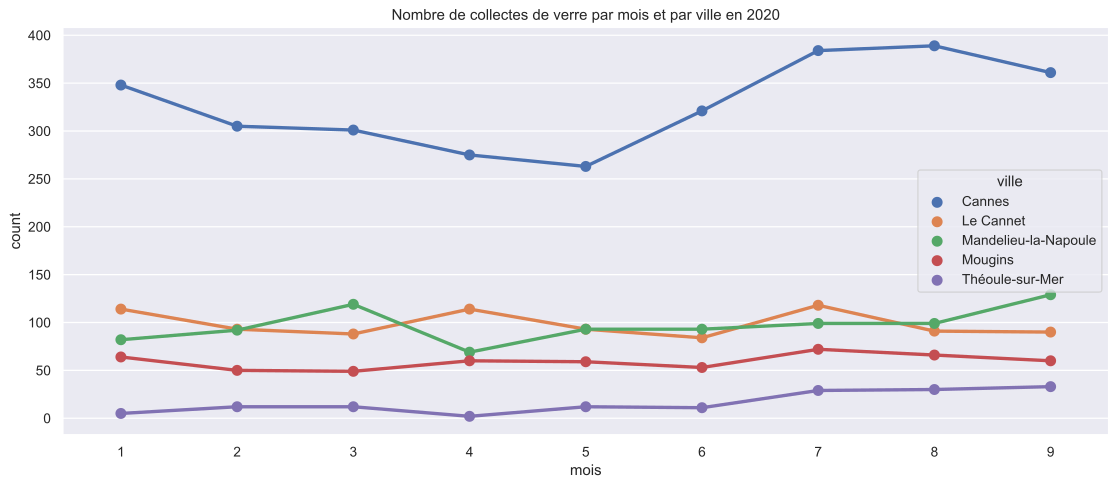 Nombre de collectes de verre par mois et par ville en 2020
400
350
300
250
200
150
100
50
0
count
ville
Cannes
Le Cannet
Mandelieu-la-Napoule
Mougins
Théoule-sur-Mer
1 2 3 4 5 6 7 8 9
mois